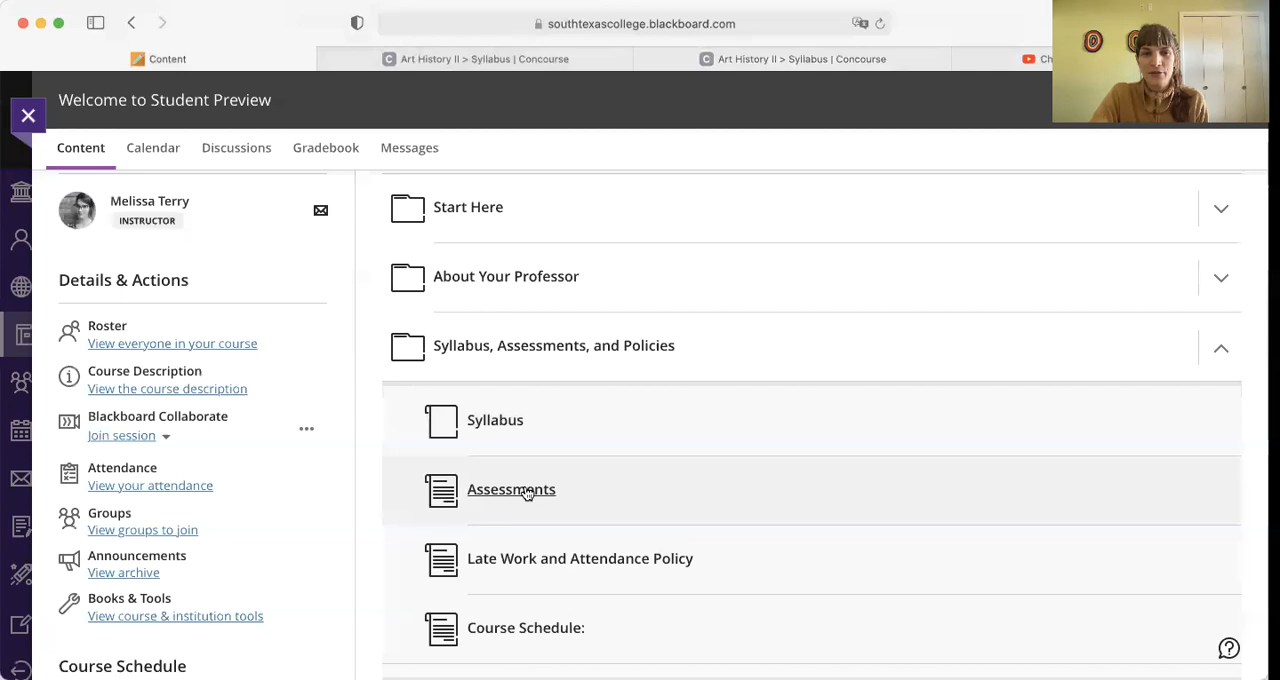 southtexascollege.blackboard.com
Content
Art History II > Syllabus | Concourse
Art History II > Syllabus | Concourse
Ch
Welcome to Student Preview
Content
Calendar
Discussions
Gradebook
Messages
Melissa Terry
INSTRUCTOR
Details & Actions
Roster
View everyone in your course
Course Description
View the course description
Blackboard Collaborate
Join session
Attendance
View your attendance
Groups
View groups to join
Announcements
View archive
Books & Tools
View course & institution tools
Course Schedule
Start Here
About Your Professor
Syllabus, Assessments, and Policies
Syllabus
Assessments
Late Work and Attendance Policy
Course Schedule: